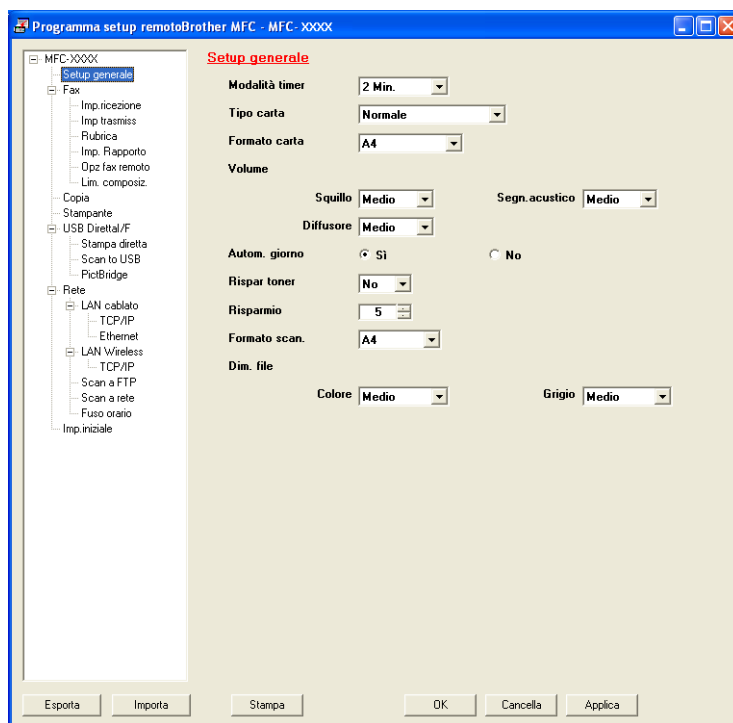 Programma setup remotoBrother MFC - MFC- XXXX
MFC-XXXX
Setup generale
Fax
Imp.ricezione
Imp trasmiss
Rubrica
Imp. Rapporto
Opz fax remoto
Lim. composiz.
Copia
Stampante
USB DirettaI/F
Stampa diretta
Scan to USB
PictBridge
Rete
LAN cablato
TCP/IP
Ethernet
LAN Wireless
TCP/IP
Scan a FTP
Scan a rete
Fuso orario
Imp.iniziale
Setup generale
Modalità timer 2 Min.
Tipo carta Normale
Formato carta A4
Volume
Squillo Medio Segn.acustico Medio
Diffusore Medio
Autom. giorno Sì No
Rispar toner No
Risparmio 5
Formato scan. A4
Dim. file
Colore Medio Grigio Medio
Esporta Importa Stampa OK Cancella Applica